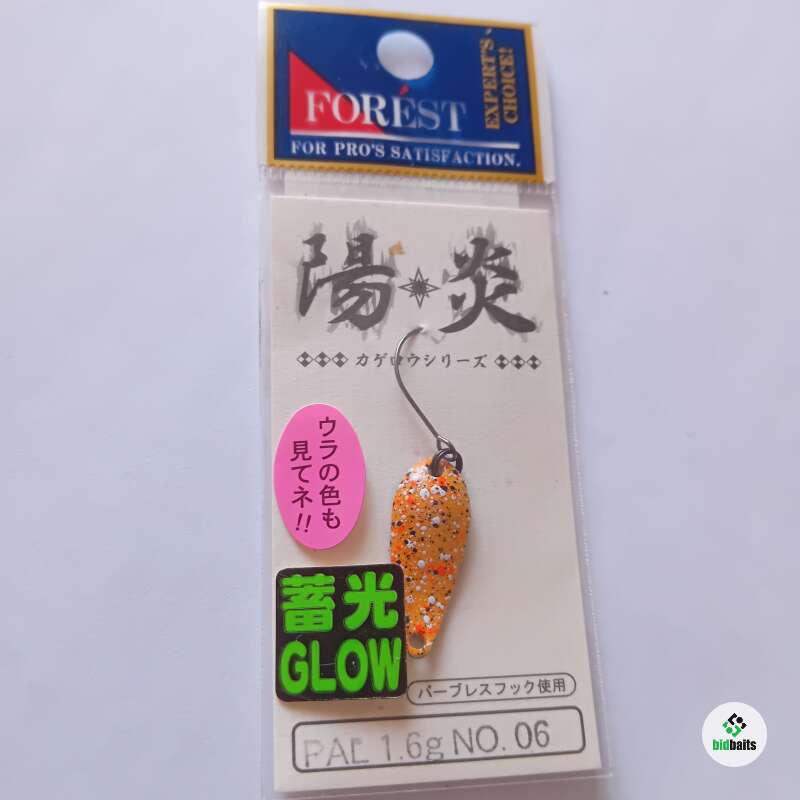 FORÉST
EXPERT'S
CHOICE!
FOR PRO'S SATISFACTION.
陽炎
カゲロウシリーズ
ウラの色も
見てネ!!
蓄光
GLOW
バーブレスフック使用
PAL 1.6g NO. 06
bidbaits